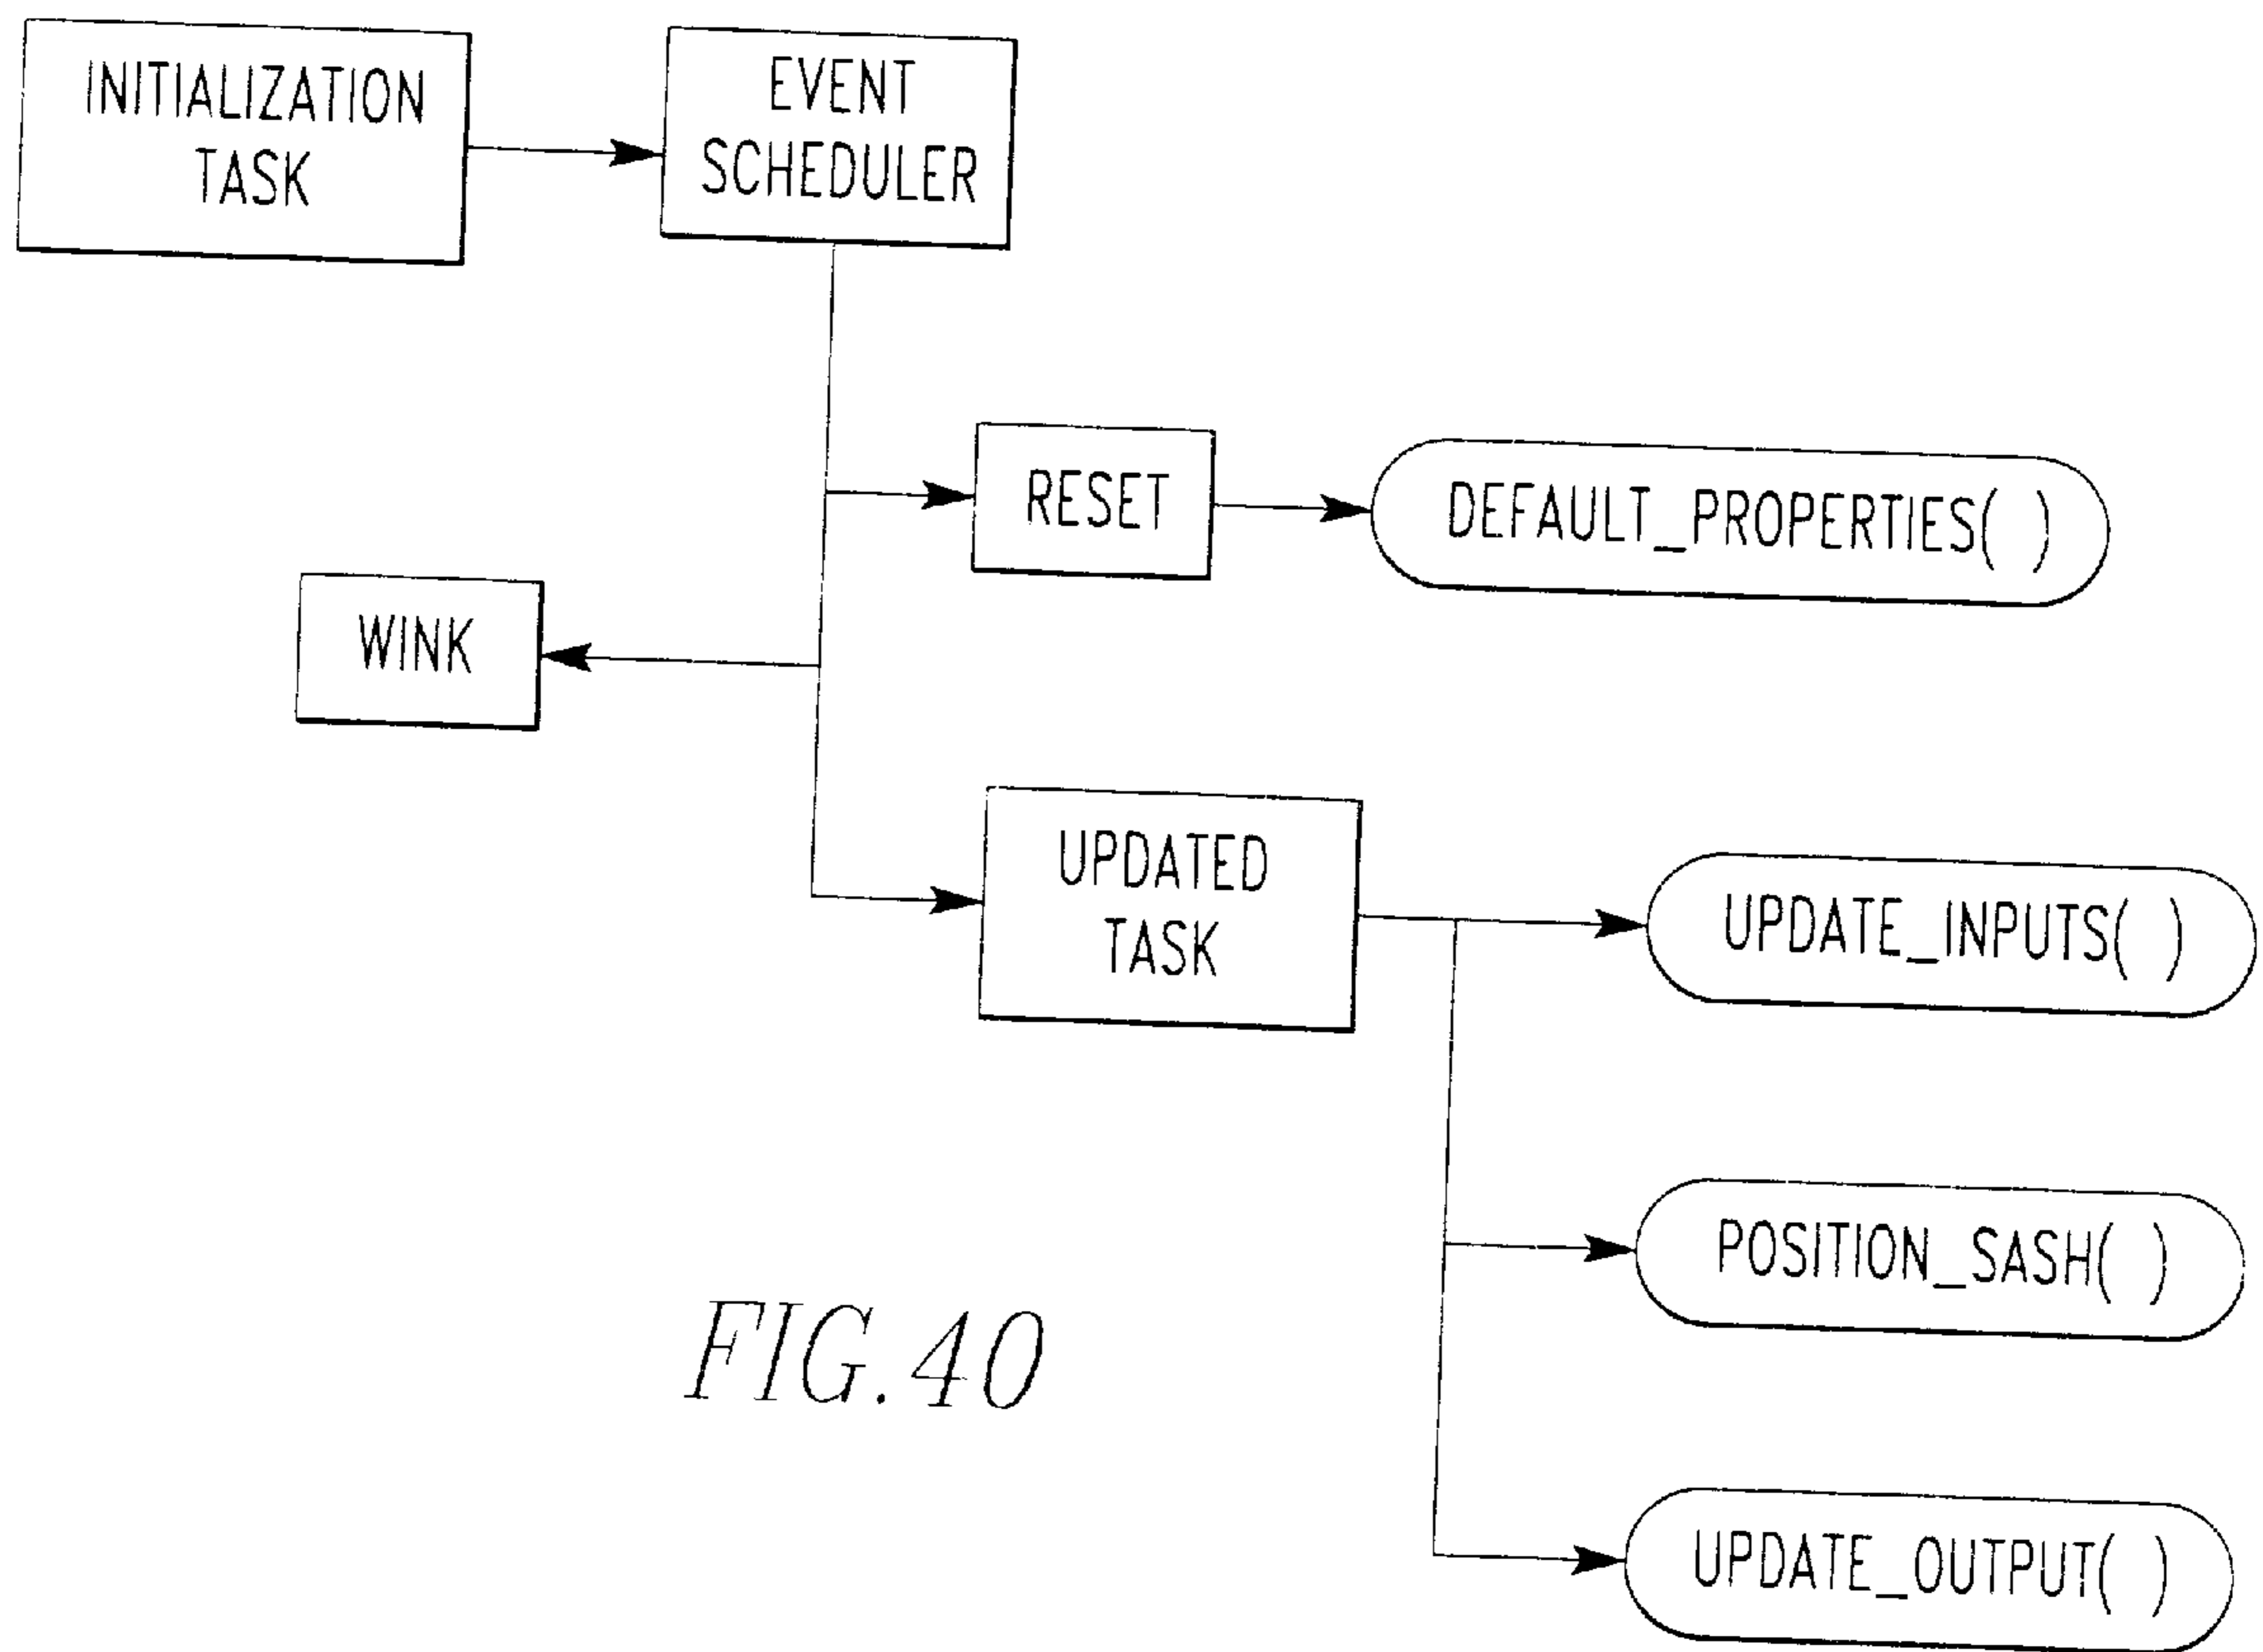 INITIALIZATION
TASK
EVENT
SCHEDULER
RESET
DEFAULT_PROPERTIES( )
WINK
UPDATED
TASK
UPDATE_INPUTS( )
POSITION_SASH( )
UPDATE_OUTPUT( )
FIG. 40